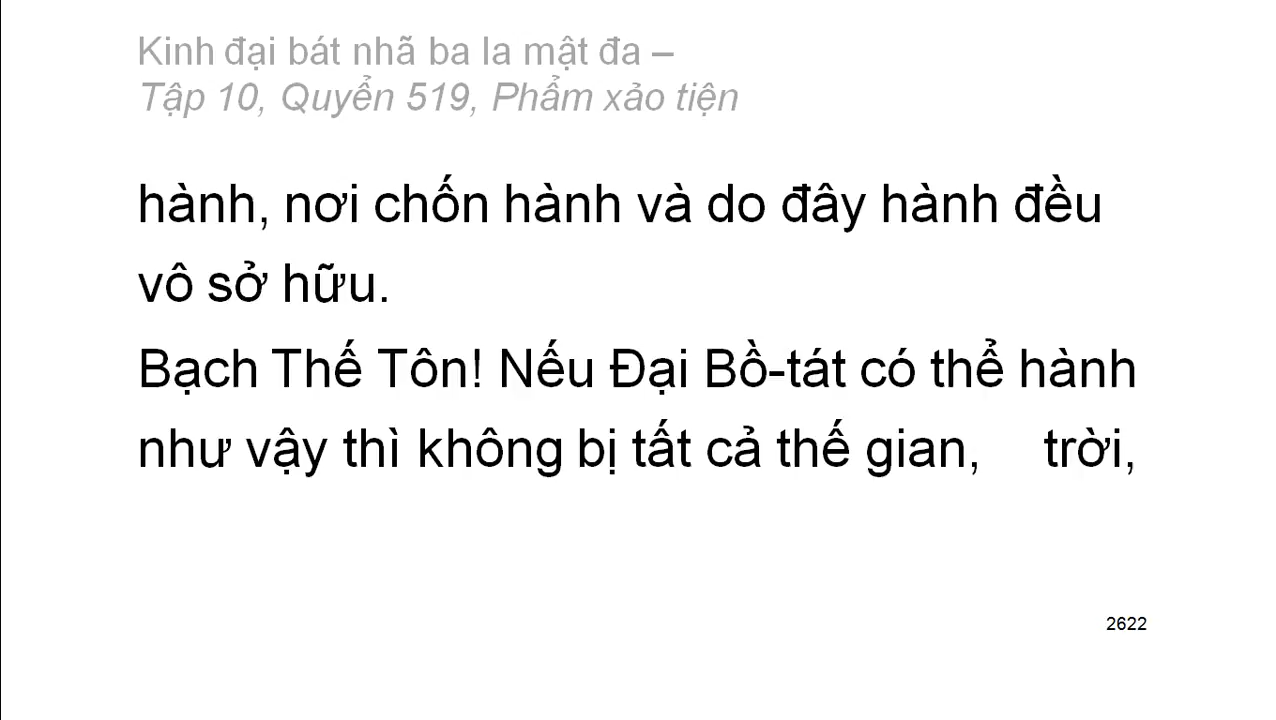 Kinh đại bát nhã ba la mật đa –
Tập 10, Quyển 519, Phẩm xảo tiện
hành, nơi chốn hành và do đây hành đều
vô sở hữu.
Bạch Thế Tôn! Nếu Đại Bồ-tát có thể hành
như vậy thì không bị tất cả thế gian, trời,
2622